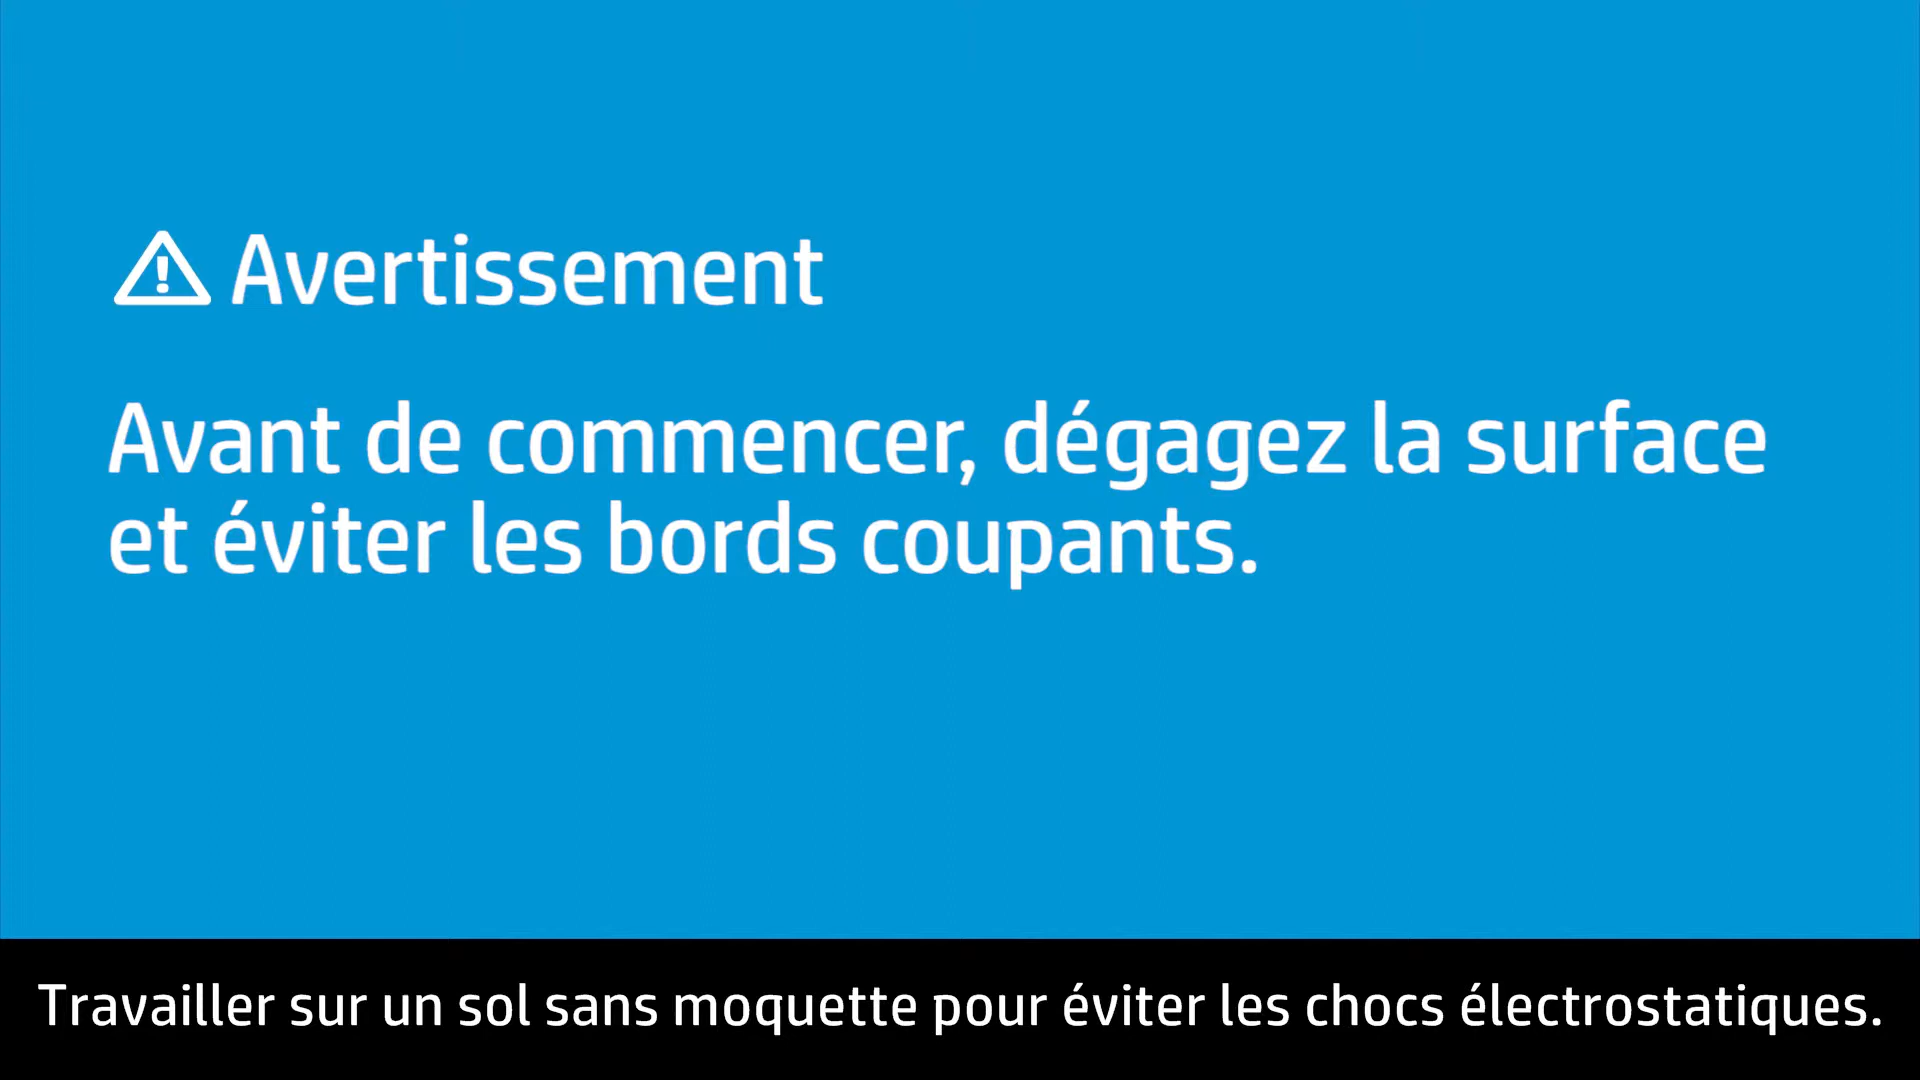 Avertissement
Avant de commencer, dégagez la surface
et éviter les bords coupants.
Travailler sur un sol sans moquette pour éviter les chocs électrostatiques.